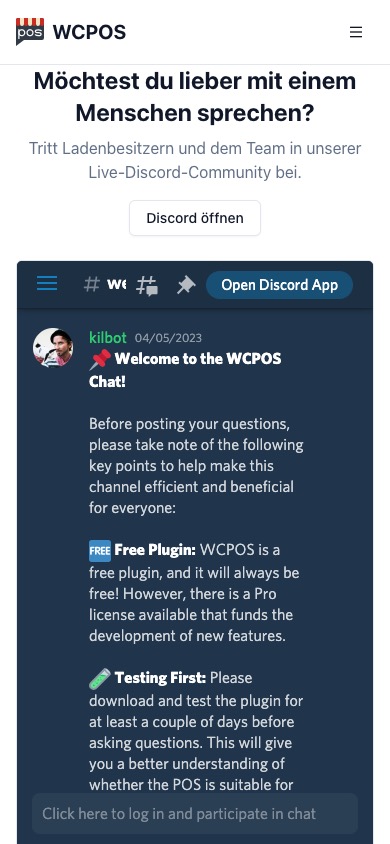 pos WCPOS
Möchtest du lieber mit einem
Menschen sprechen?
Tritt Ladenbesitzern und dem Team in unserer
Live-Discord-Community bei.
Discord öffnen
# we Open Discord App
kilbot 04/05/2023
📌 Welcome to the WCPOS
Chat!
Before posting your questions,
please take note of the following
key points to help make this
channel efficient and beneficial
for everyone:
🆓 Free Plugin: WCPOS is a
free plugin, and it will always be
free! However, there is a Pro
license available that funds the
development of new features.
🧪 Testing First: Please
download and test the plugin for
at least a couple of days before
asking questions. This will give
you a better understanding of
whether the POS is suitable for
Click here to log in and participate in chat